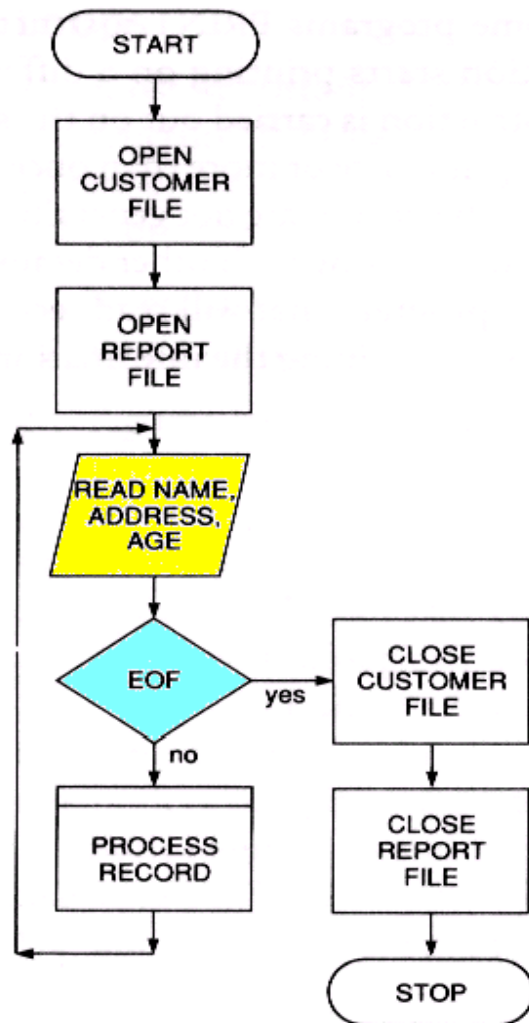 START
OPEN
CUSTOMER
FILE
OPEN
REPORT
FILE
READ NAME,
ADDRESS,
AGE
EOF
yes
no
PROCESS
RECORD
CLOSE
CUSTOMER
FILE
CLOSE
REPORT
FILE
STOP